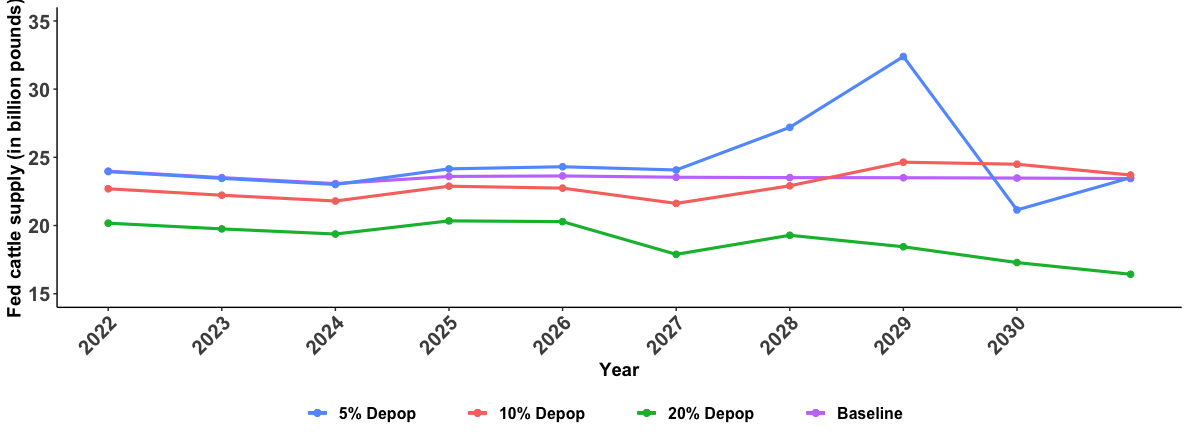 Fed cattle supply (in billion pounds)
35
30
25
20
15
2022 2023 2024 2025 2026 2027 2028 2029 2030
Year
5% Depop 10% Depop 20% Depop Baseline